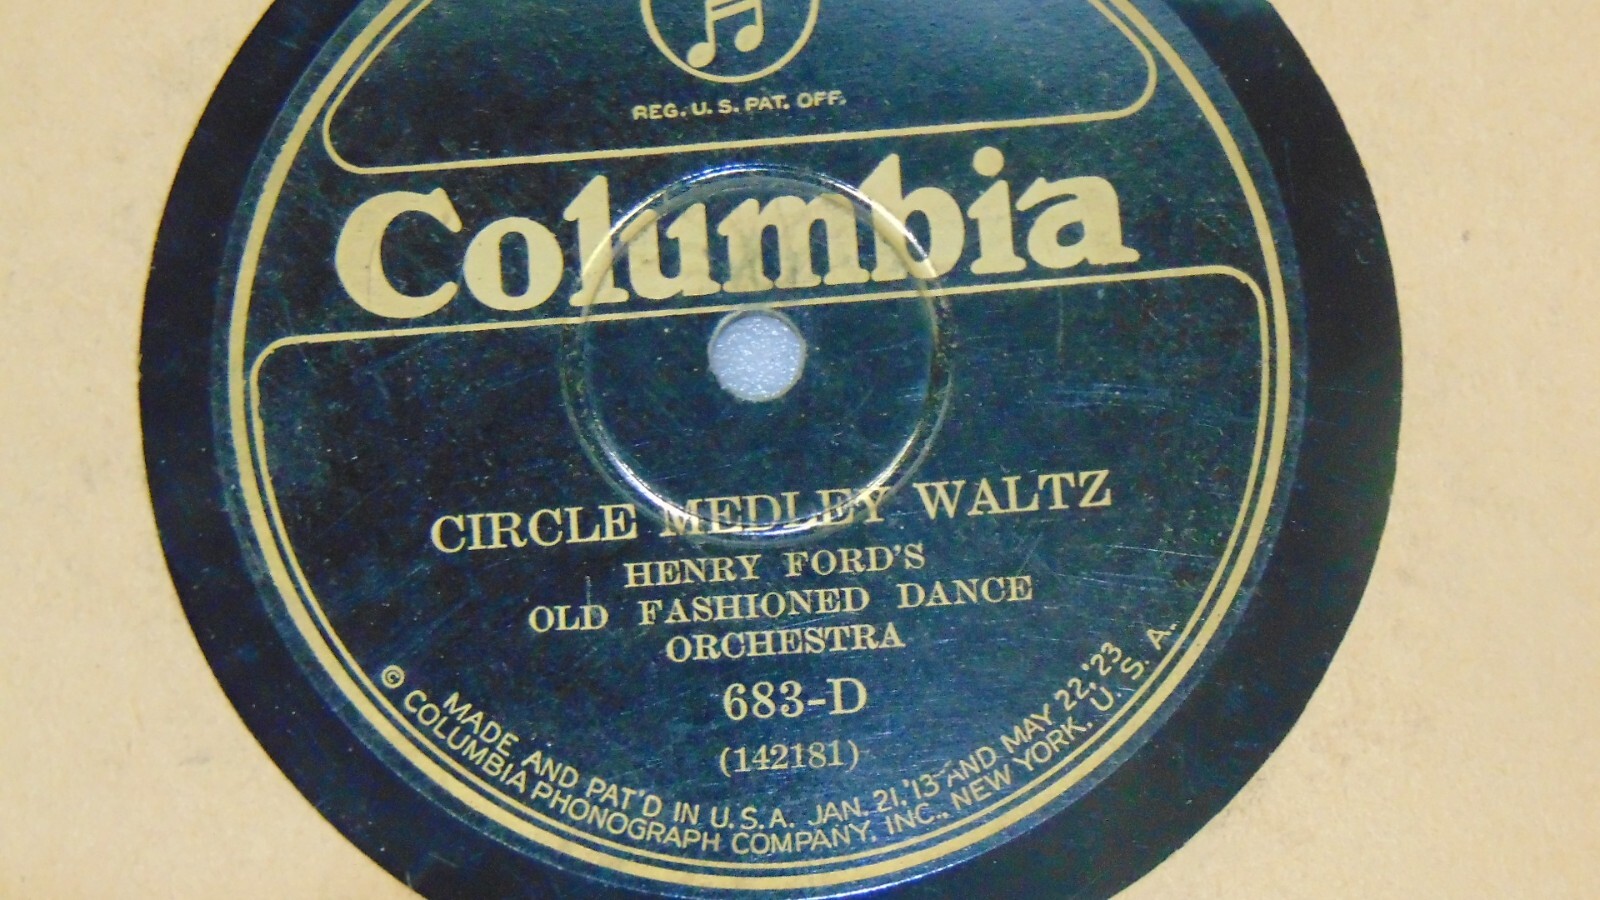 REG. U. S. PAT. OFF.
Columbia
CIRCLE MEDLEY WALTZ
HENRY FORD'S
OLD FASHIONED DANCE
ORCHESTRA
683-D
(142181)
MADE AND PAT'D IN U.S.A. JAN. 21,'13 AND MAY 22,'23
© COLUMBIA PHONOGRAPH COMPANY, INC., NEW YORK, U. S. A.